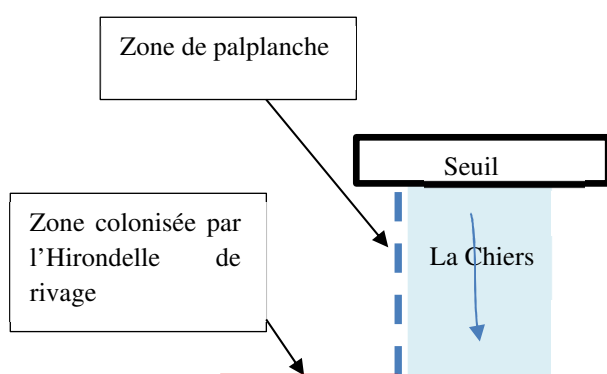 Zone de palplanche
Seuil
Zone colonisée par
l’Hirondelle de
rivage
La Chiers